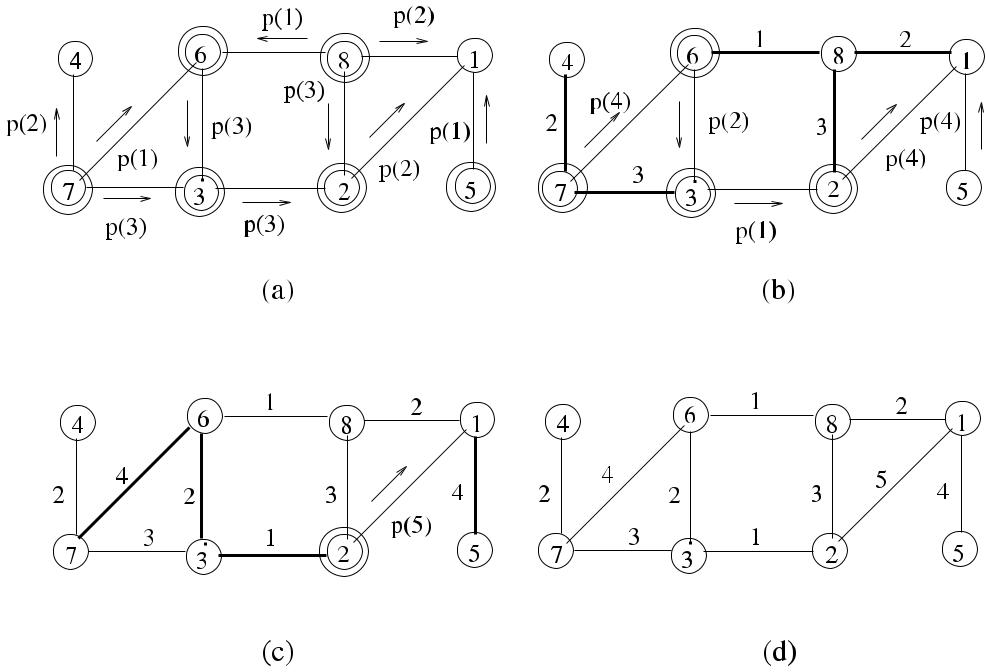 p(1) p(2)
4 6 8 1
p(2) p(1) p(3) p(3) p(2) p(1)
7 3 2 5
p(3) p(3)
(a)
1 2
4 6 8 1
2 p(4) p(2) 3 p(4) p(4)
3
7 3 2 5
p(1)
(b)
1 2
4 6 8 1
2 4 2 3 p(5) 4
3 1
7 3 2 5
(c)
1 2
4 6 8 1
2 4 2 3 5 4
3 1
7 3 2 5
(d)